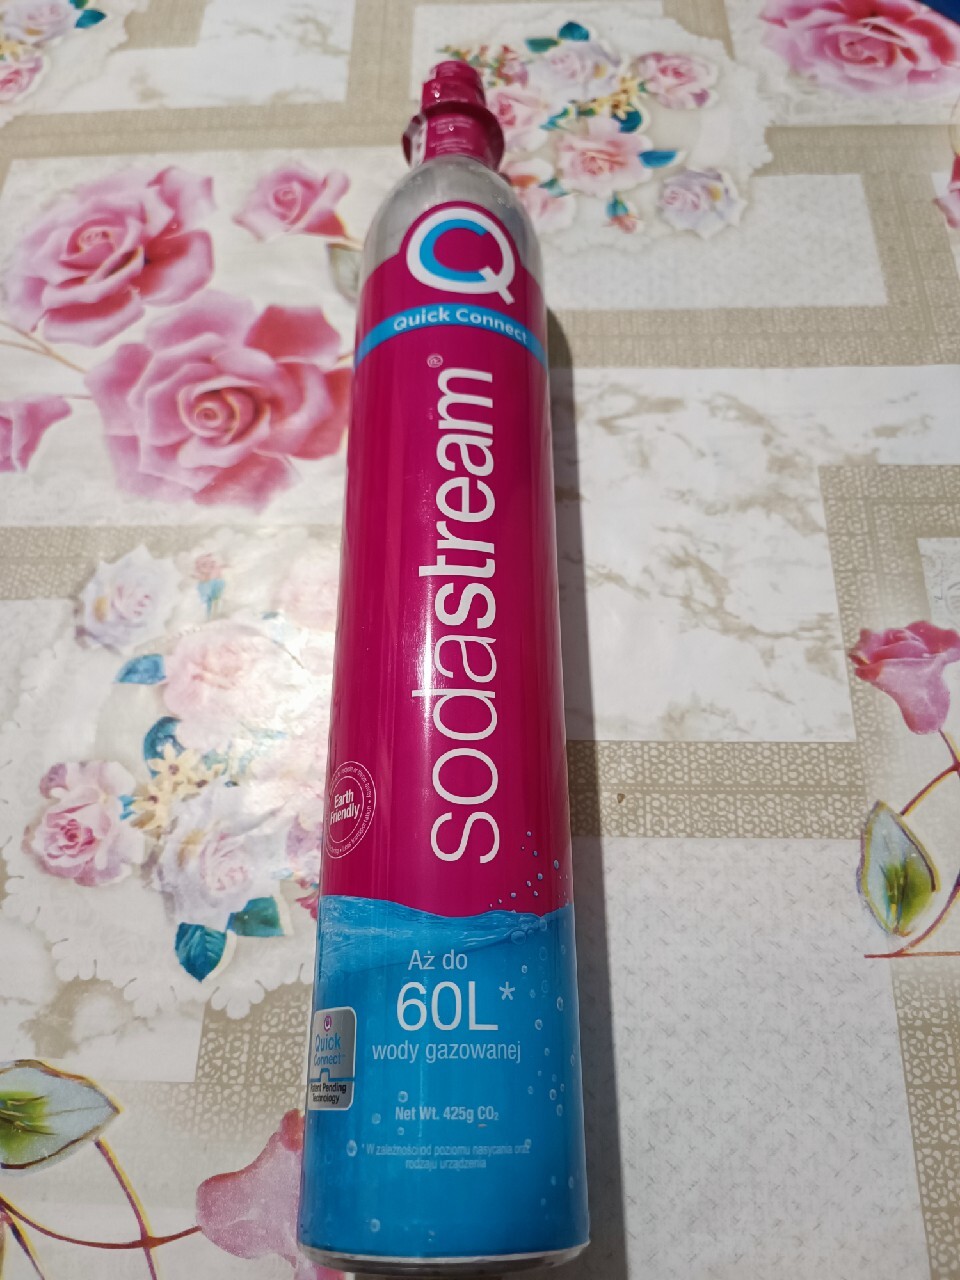 Quick Connect
sodastream®
Earth
Friendly
Aż do
60L*
wody gazowanej
Quick
Connect
Patent Pending
Technology
Net Wt. 425g CO₂
* W zależności od poziomu nasycenia oraz
rodzaju urządzenia